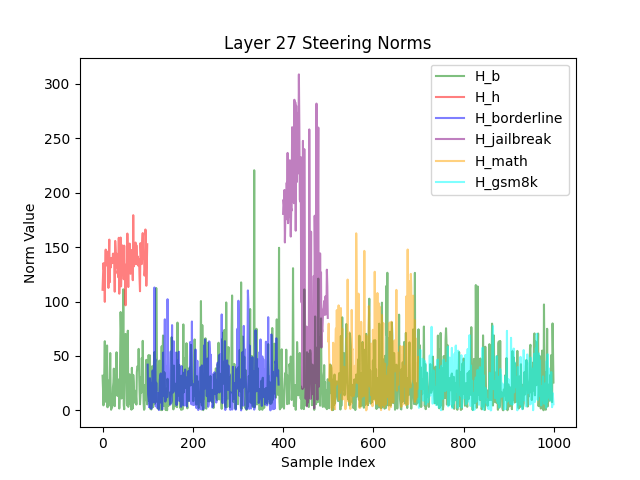 Layer 27 Steering Norms
H_b
H_h
H_borderline
H_jailbreak
H_math
H_gsm8k
Norm Value
300
250
200
150
100
50
0
0 200 400 600 800 1000
Sample Index